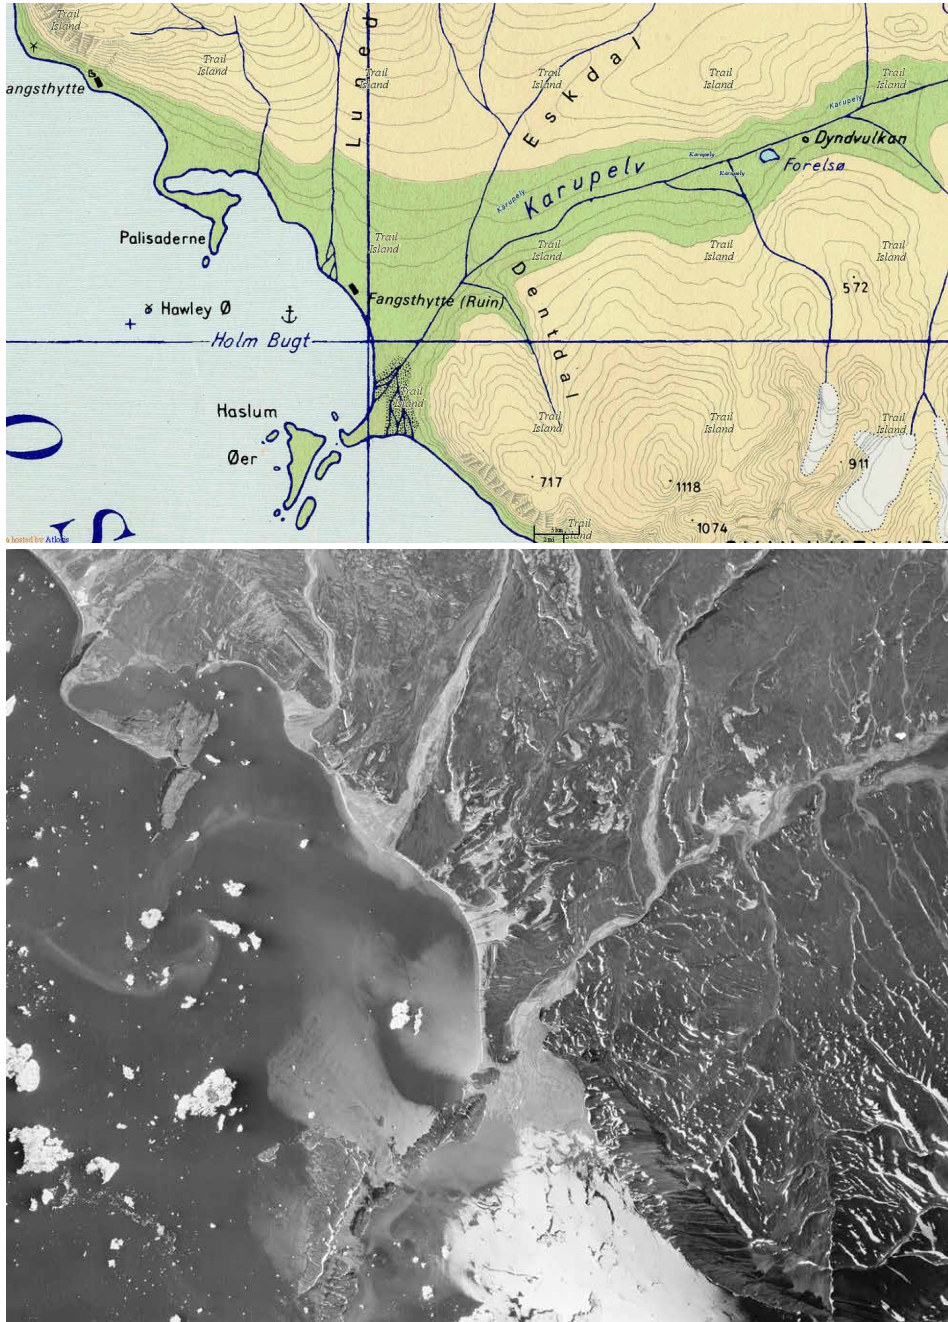 Trail
Island
Trail
Island
Trail
Island
Trail
Island
Trail
Island
Luned
Eskdal
angsthytte
Karupelv
Dyndvulkan
Forelsø
Karupelv
Karupelv
Karupelv
Karupelv
Palisaderne
Trail
Island
Trail
Island
Trail
Island
Trail
Island
Dentdal
572
Fangsthytte (Ruin)
Hawley Ø
Holm Bugt
Haslum
Øer
Trail
Island
Trail
Island
Trail
Island
Trail
Island
717
1118
911
1074
Trail
Island
hosted by Atlogis